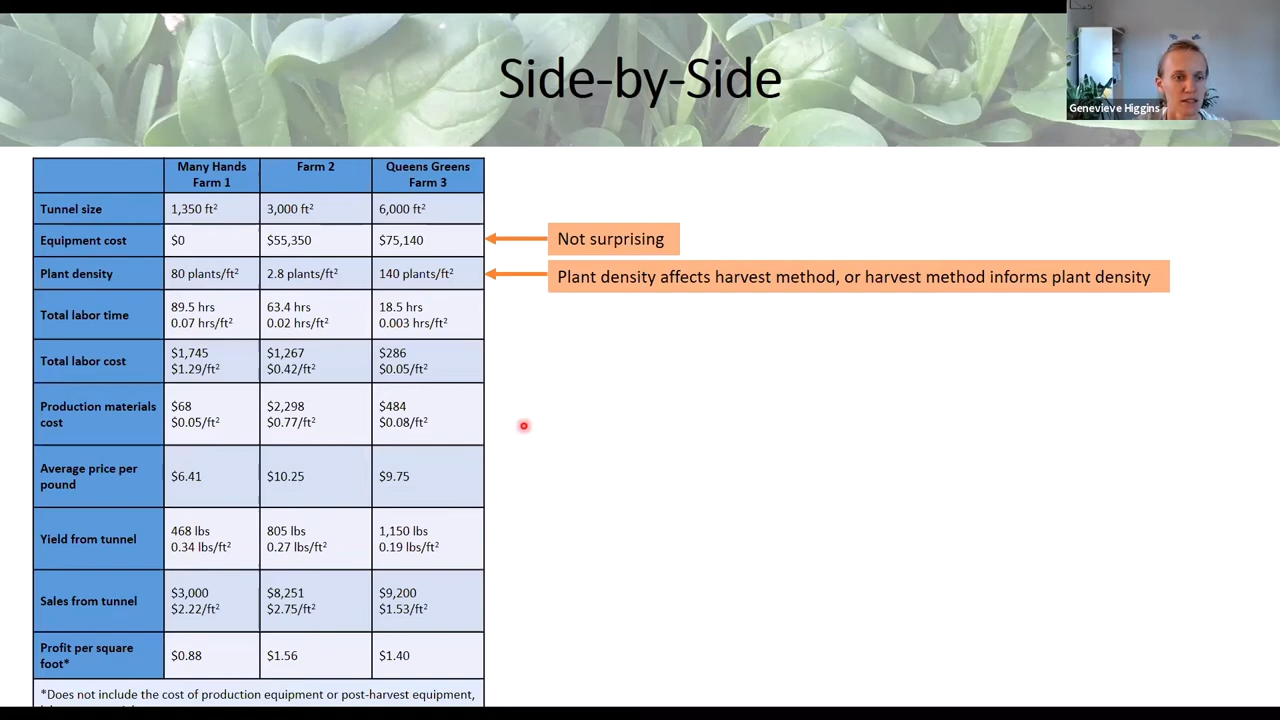 Side-by-Side
Genevieve Higgins
Many Hands Farm 1 Farm 2 Queens Greens Farm 3
Tunnel size 1,350 ft² 3,000 ft² 6,000 ft²
Equipment cost $0 $55,350 $75,140
Not surprising
Plant density 80 plants/ft² 2.8 plants/ft² 140 plants/ft²
Plant density affects harvest method, or harvest method informs plant density
Total labor time 89.5 hrs 0.07 hrs/ft² 63.4 hrs 0.02 hrs/ft² 18.5 hrs 0.003 hrs/ft²
Total labor cost $1,745 $1.29/ft² $1,267 $0.42/ft² $286 $0.05/ft²
Production materials cost $68 $0.05/ft² $2,298 $0.77/ft² $484 $0.08/ft²
Average price per pound $6.41 $10.25 $9.75
Yield from tunnel 468 lbs 0.34 lbs/ft² 805 lbs 0.27 lbs/ft² 1,150 lbs 0.19 lbs/ft²
Sales from tunnel $3,000 $2.22/ft² $8,251 $2.75/ft² $9,200 $1.53/ft²
Profit per square foot* $0.88 $1.56 $1.40
*Does not include the cost of production equipment or post-harvest equipment,